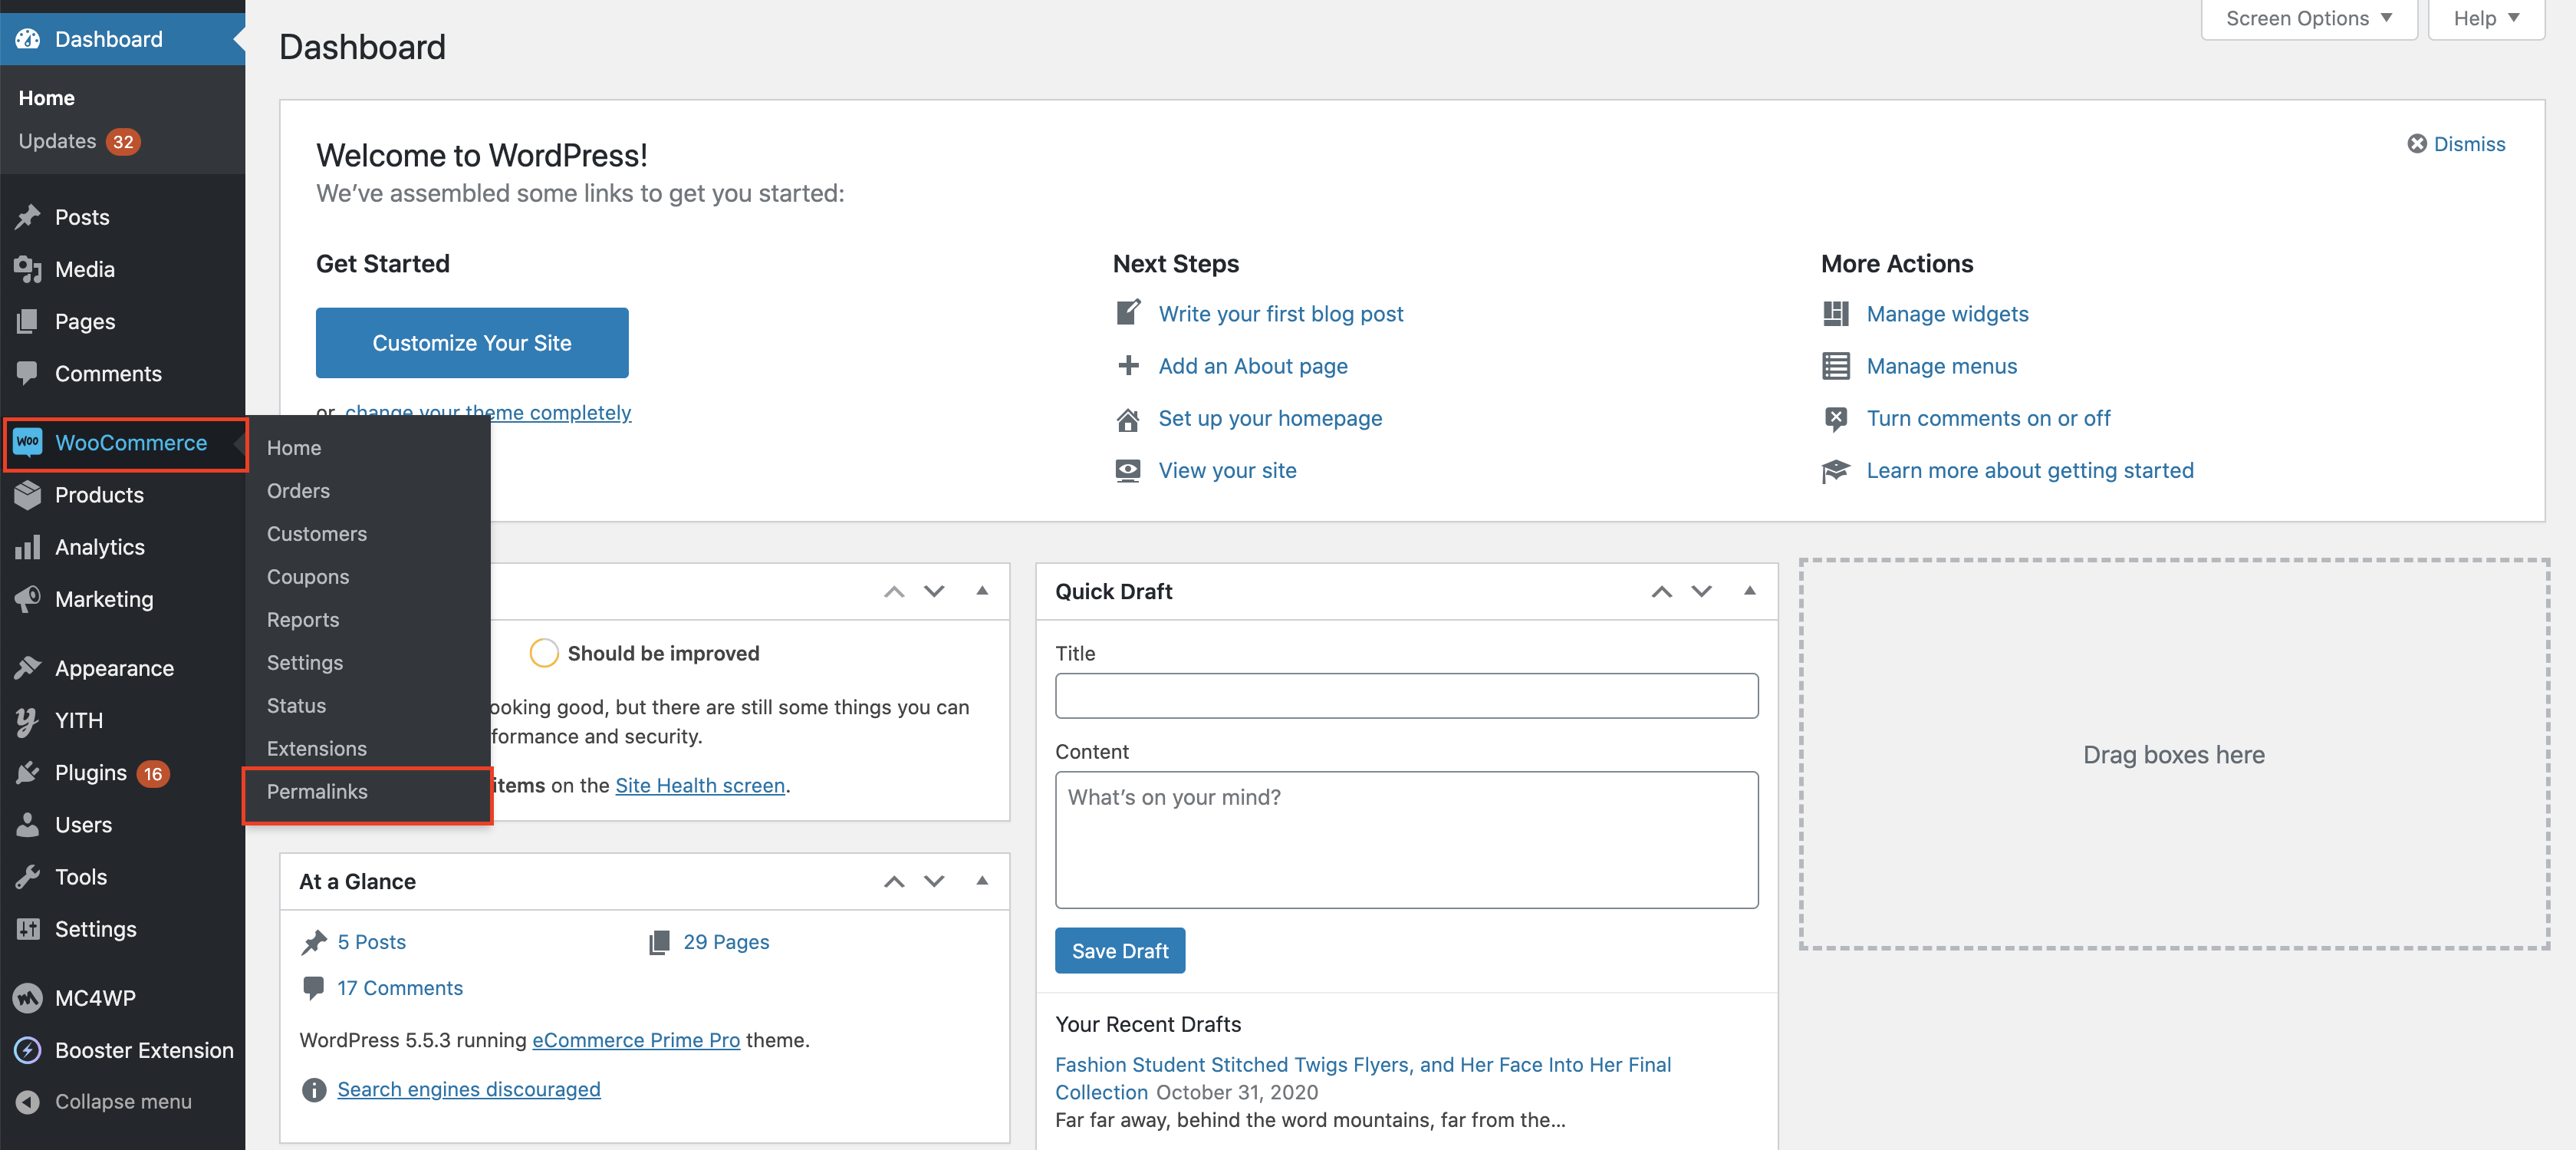 Dashboard
Home
Updates 32
Posts
Media
Pages
Comments
Woo WooCommerce
Products
Analytics
Marketing
Appearance
YITH
Plugins 16
Users
Tools
Settings
MC4WP
Booster Extension
Collapse menu
Home
Orders
Customers
Coupons
Reports
Settings
Status
Extensions
Permalinks
Screen Options
Help
Dashboard
Welcome to WordPress!
Dismiss
We’ve assembled some links to get you started:
Get Started
Customize Your Site
or, change your theme completely
Next Steps
Write your first blog post
Add an About page
Set up your homepage
View your site
More Actions
Manage widgets
Manage menus
Turn comments on or off
Learn more about getting started
Should be improved
ooking good, but there are still some things you can
formance and security.
items on the Site Health screen.
At a Glance
5 Posts
29 Pages
17 Comments
WordPress 5.5.3 running eCommerce Prime Pro theme.
Search engines discouraged
Quick Draft
Title
Content
What’s on your mind?
Save Draft
Your Recent Drafts
Fashion Student Stitched Twigs Flyers, and Her Face Into Her Final
Collection October 31, 2020
Far far away, behind the word mountains, far from the…
Drag boxes here